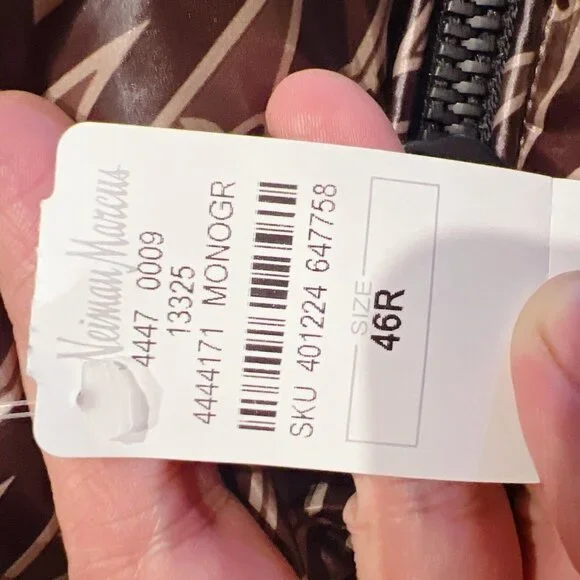 Neiman Marcus
4447 0009
13325
4444171 MONOGR
SKU 401224 647758
SIZE
46R